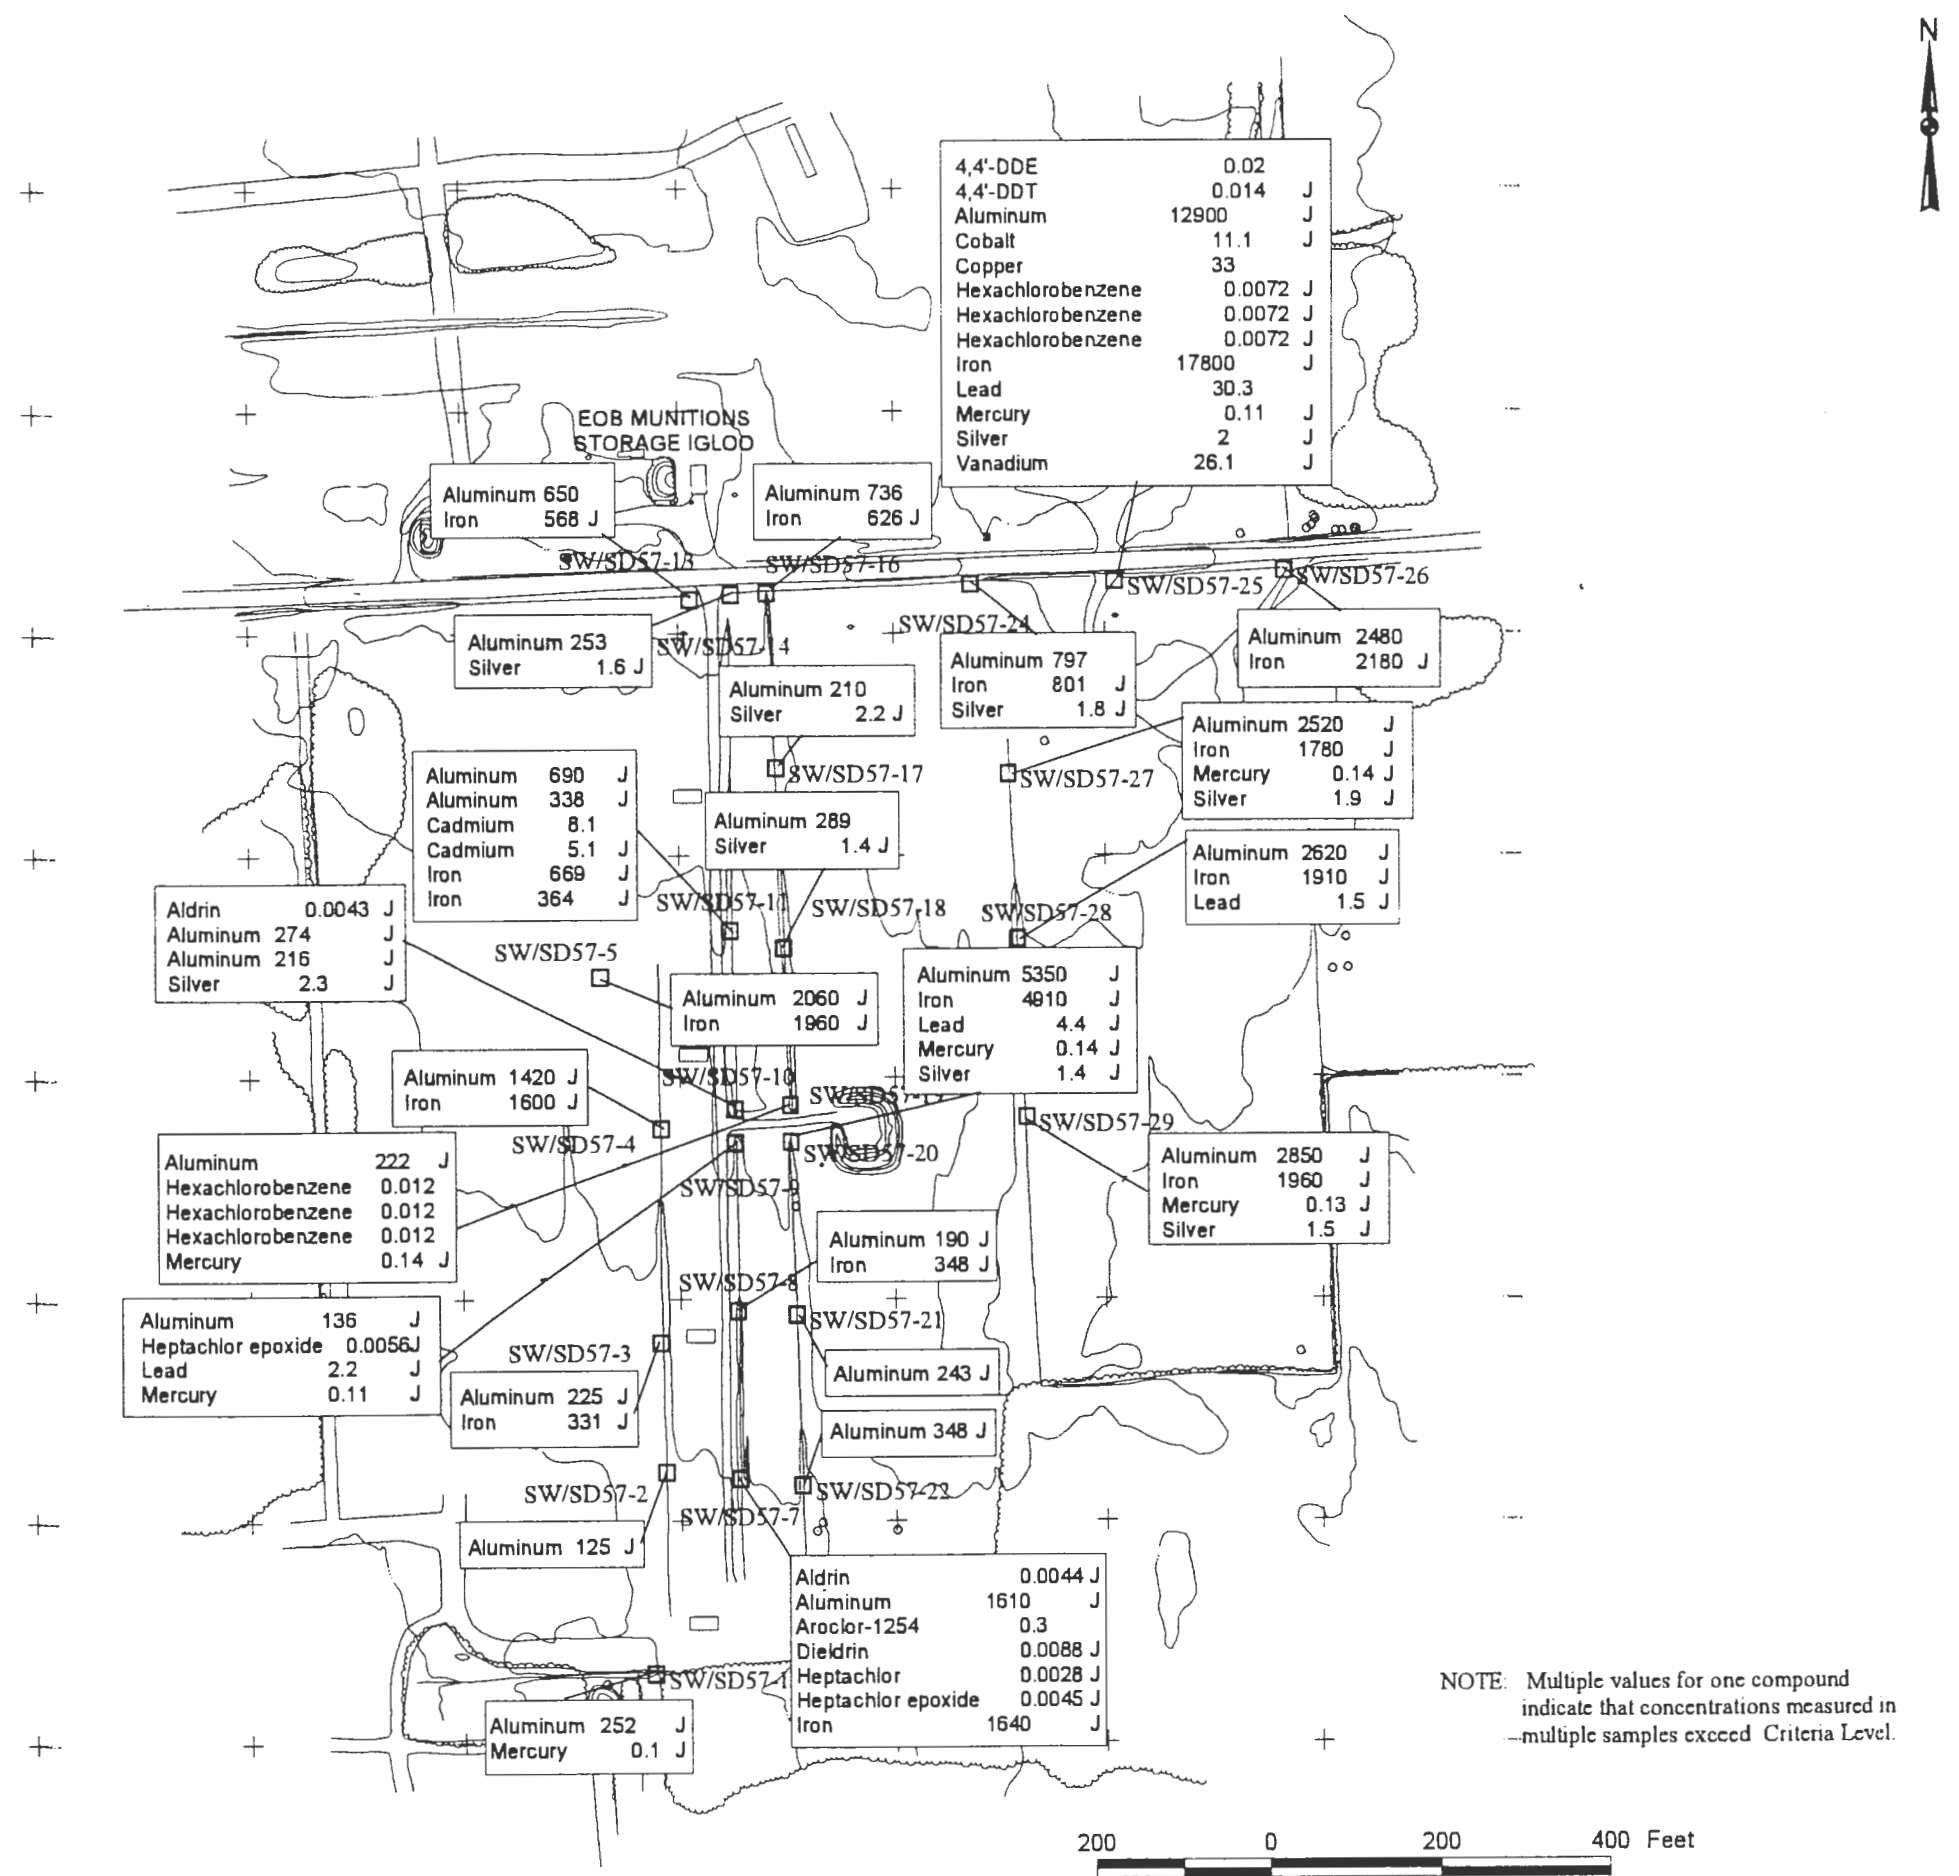 N
4,4'-DDE 0.02
4,4'-DDT 0.014 J
Aluminum 12900 J
Cobalt 11.1 J
Copper 33
Hexachlorobenzene 0.0072 J
Hexachlorobenzene 0.0072 J
Hexachlorobenzene 0.0072 J
Iron 17800 J
Lead 30.3
Mercury 0.11 J
Silver 2 J
Vanadium 26.1 J
EOB MUNITIONS
STORAGE IGLOO
Aluminum 650
Iron 568 J
Aluminum 736
Iron 626 J
SW/SD57-13
SW/SD57-16
SW/SD57-25
SW/SD57-26
Aluminum 253
Silver 1.6 J
SW/SD57-14
SW/SD57-24
Aluminum 2480
Iron 2180 J
Aluminum 797
Iron 801 J
Silver 1.8 J
Aluminum 210
Silver 2.2 J
Aluminum 2520 J
Iron 1780 J
Mercury 0.14 J
Silver 1.9 J
SW/SD57-17
SW/SD57-27
Aluminum 690 J
Aluminum 338 J
Cadmium 8.1
Cadmium 5.1 J
Iron 669 J
Iron 364 J
Aluminum 289
Silver 1.4 J
Aluminum 2620 J
Iron 1910 J
Lead 1.5 J
SW/SD57-11
SW/SD57-18
SW/SD57-28
Aldrin 0.0043 J
Aluminum 274 J
Aluminum 216 J
Silver 2.3 J
SW/SD57-5
Aluminum 2060 J
Iron 1960 J
Aluminum 5350 J
Iron 4910 J
Lead 4.4 J
Mercury 0.14 J
Silver 1.4 J
Aluminum 1420 J
Iron 1600 J
SW/SD57-10
SW/SD57-4
SW/SD57-20
SW/SD57-29
Aluminum 222 J
Hexachlorobenzene 0.012
Hexachlorobenzene 0.012
Hexachlorobenzene 0.012
Mercury 0.14 J
Aluminum 2850 J
Iron 1960 J
Mercury 0.13 J
Silver 1.5 J
Aluminum 190 J
Iron 348 J
SW/SD57-8
SW/SD57-21
Aluminum 136 J
Heptachlor epoxide 0.0056J
Lead 2.2 J
Mercury 0.11 J
SW/SD57-3
Aluminum 243 J
Aluminum 225 J
Iron 331 J
Aluminum 348 J
SW/SD57-2
SW/SD57-22
SW/SD57-7
Aluminum 125 J
Aldrin 0.0044 J
Aluminum 1610 J
Aroclor-1254 0.3
Dieldrin 0.0088 J
Heptachlor 0.0028 J
Heptachlor epoxide 0.0045 J
Iron 1640 J
SW/SD57-1
Aluminum 252 J
Mercury 0.1 J
NOTE: Multiple values for one compound
indicate that concentrations measured in
multiple samples exceed Criteria Level.
200 0 200 400 Feet